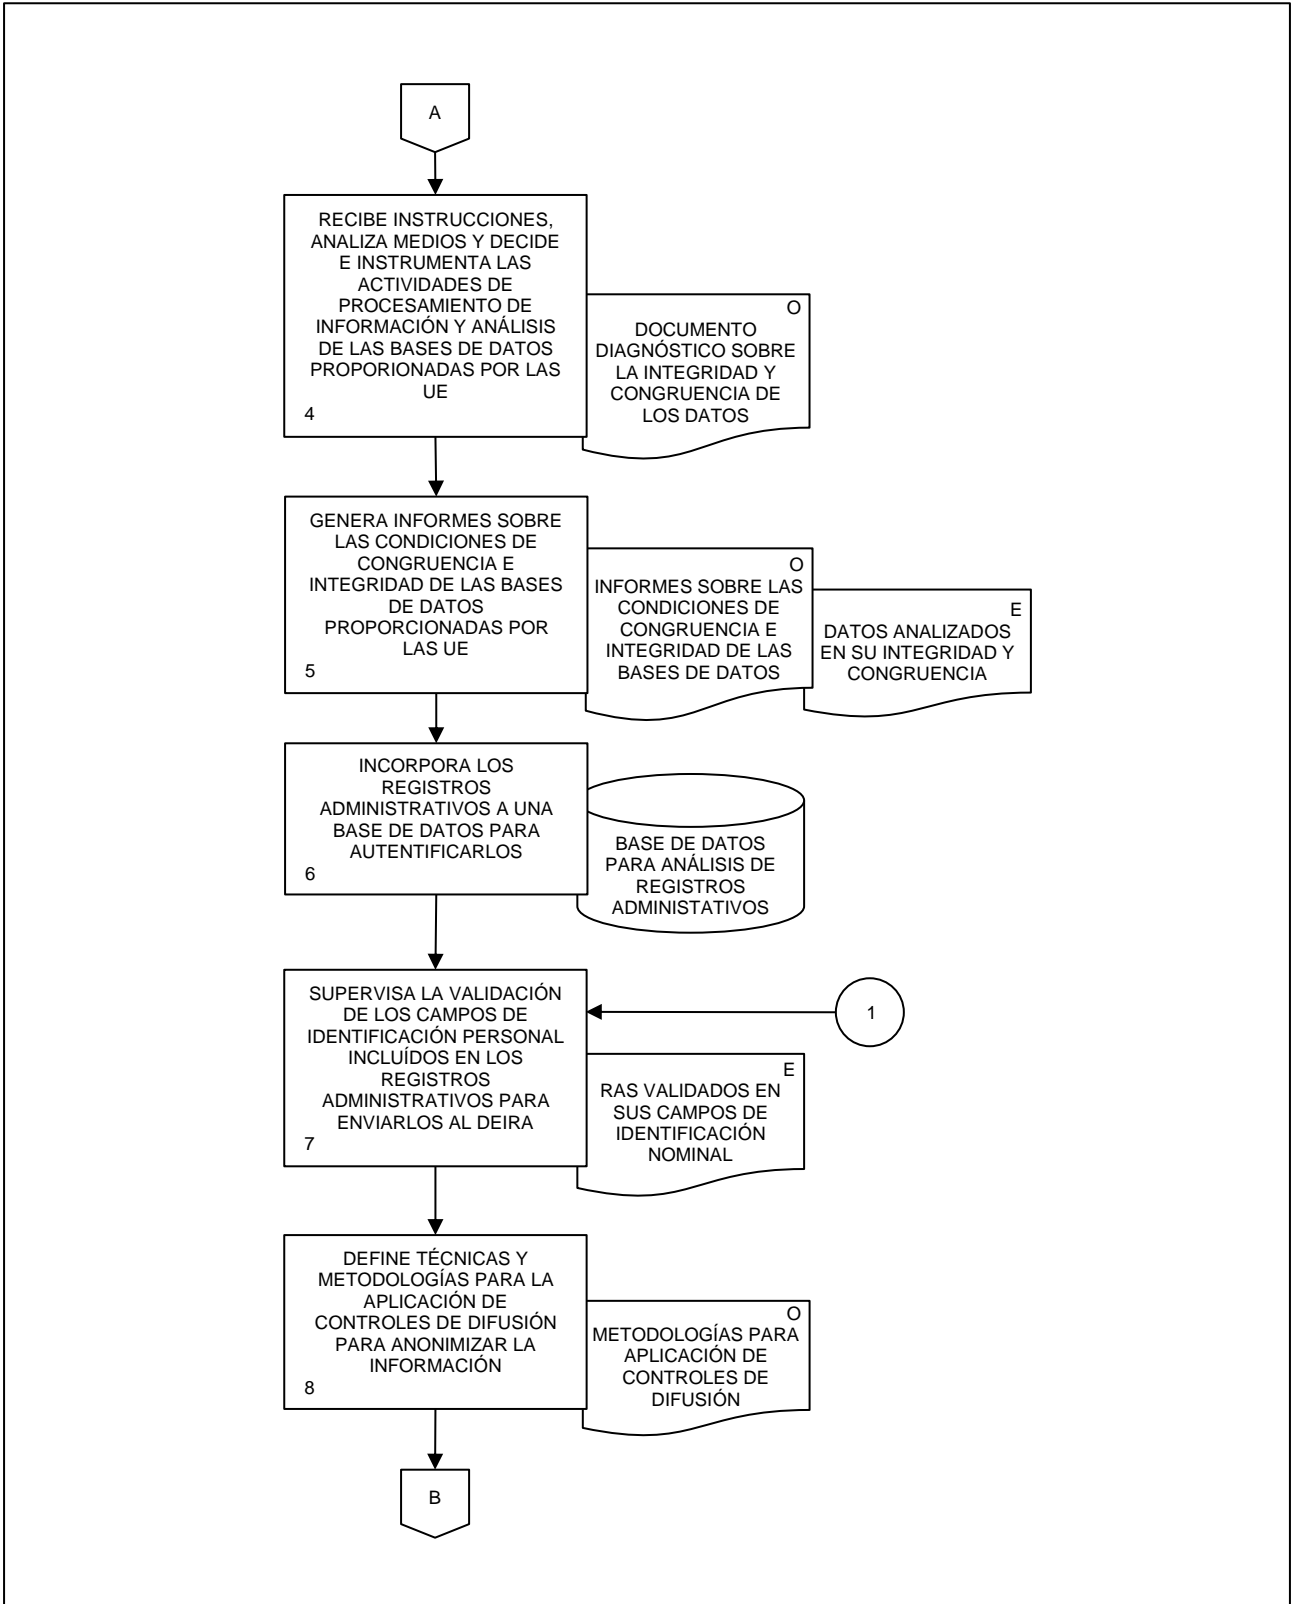 A
RECIBE INSTRUCCIONES,
ANALIZA MEDIOS Y DECIDE
E INSTRUMENTA LAS
ACTIVIDADES DE
PROCESAMIENTO DE
INFORMACIÓN Y ANÁLISIS
DE LAS BASES DE DATOS
PROPORIONADAS POR LAS
UE
4
O
DOCUMENTO
DIAGNÓSTICO SOBRE
LA INTEGRIDAD Y
CONGRUENCIA DE
LOS DATOS
GENERA INFORMES SOBRE
LAS CONDICIONES DE
CONGRUENCIA E
INTEGRIDAD DE LAS BASES
DE DATOS
PROPORCIONADAS POR
LAS UE
5
O
INFORMES SOBRE LAS
CONDICIONES DE
CONGRUENCIA E
INTEGRIDAD DE LAS
BASES DE DATOS
E
DATOS ANALIZADOS
EN SU INTEGRIDAD Y
CONGRUENCIA
INCORPORA LOS
REGISTROS
ADMINISTRATIVOS A UNA
BASE DE DATOS PARA
AUTENTIFICARLOS
6
BASE DE DATOS
PARA ANÁLISIS DE
REGISTROS
ADMINISTATIVOS
SUPERVISA LA VALIDACIÓN
DE LOS CAMPOS DE
IDENTIFICACIÓN PERSONAL
INCLUÍDOS EN LOS
REGISTROS
ADMINISTRATIVOS PARA
ENVIARLOS AL DEIRA
7
1
E
RAS VALIDADOS EN
SUS CAMPOS DE
IDENTIFICACIÓN
NOMINAL
DEFINE TÉCNICAS Y
METODOLOGÍAS PARA LA
APLICACIÓN DE
CONTROLES DE DIFUSIÓN
PARA ANONIMIZAR LA
INFORMACIÓN
8
O
METODOLOGÍAS PARA
APLICACIÓN DE
CONTROLES DE
DIFUSIÓN
B